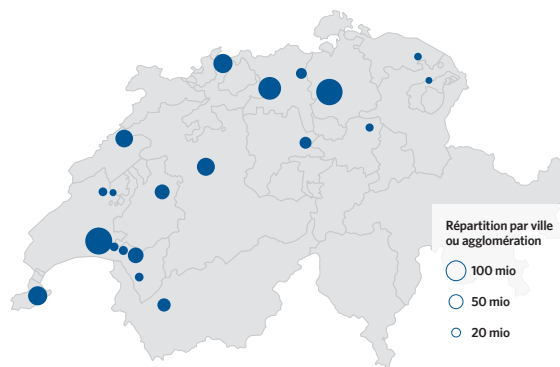 Répartition par ville
ou agglomération
100 mio
50 mio
20 mio